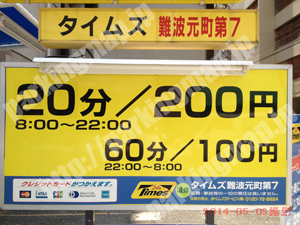 タイムズ 難波元町第7
20分/200円
8:00〜22:00
60分/100円
22:00〜8:00
クレジットカードがつかえます。
Times タイムズ難波元町第7
2014-05-05撮影